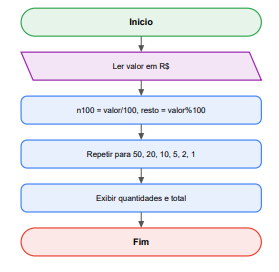 Inicio
Ler valor em R$
n100 = valor/100, resto = valor%100
Repetir para 50, 20, 10, 5, 2, 1
Exibir quantidades e total
Fim